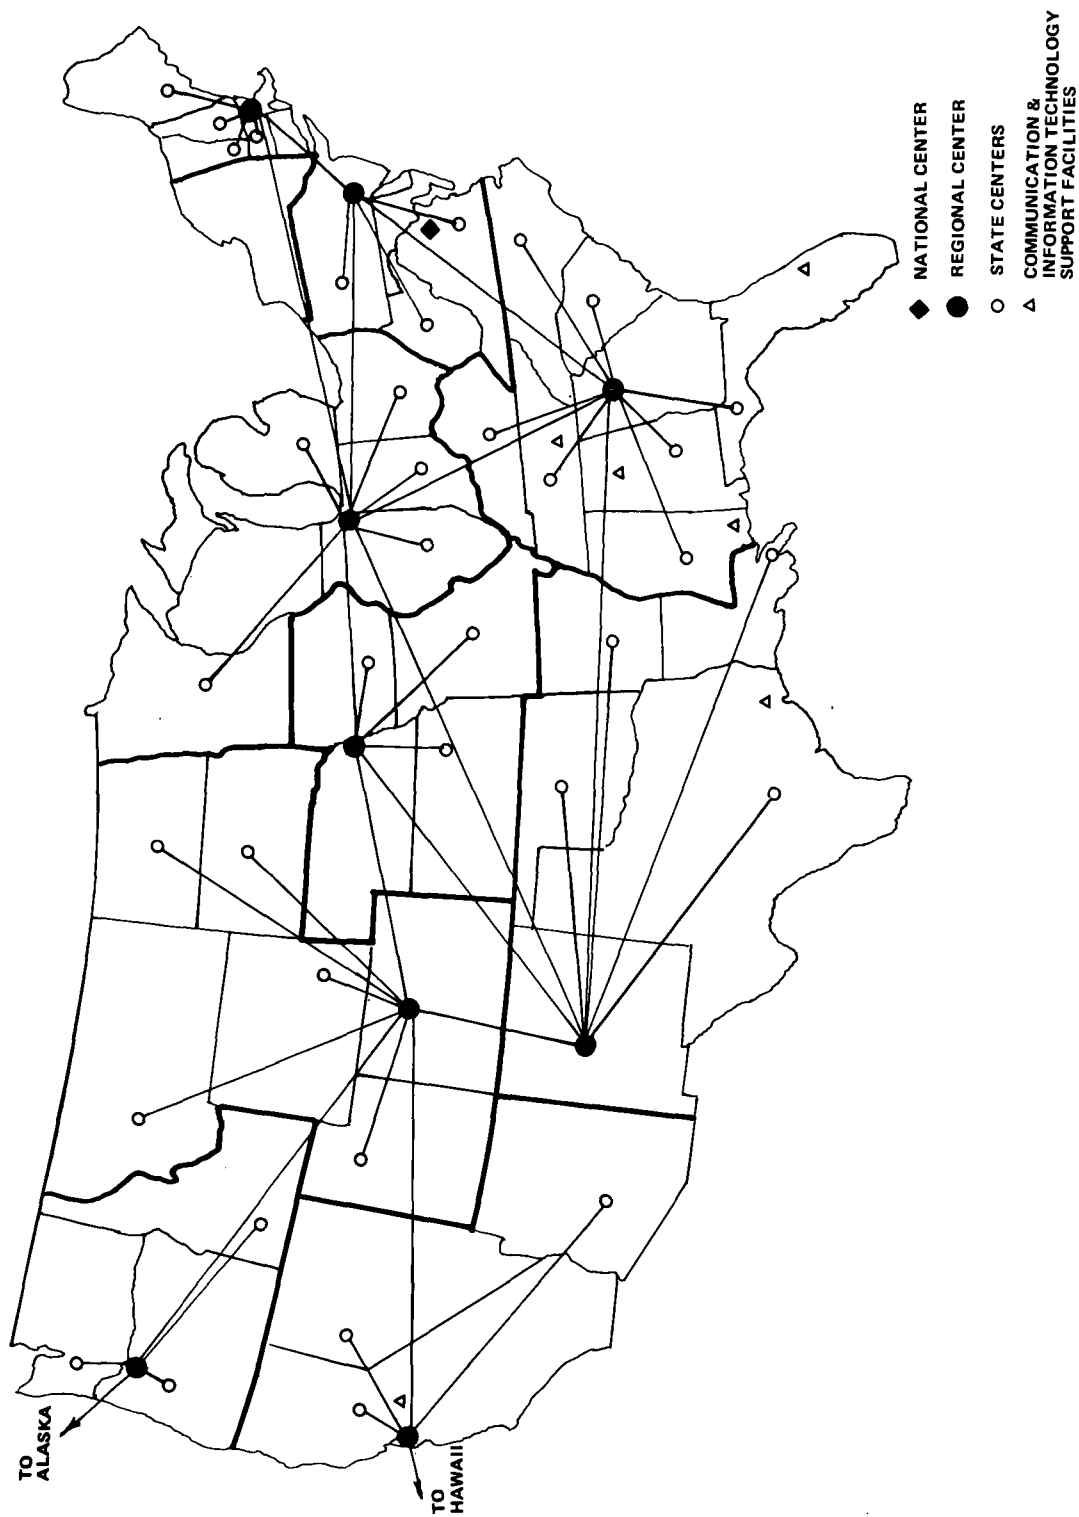 TO
ALASKA
TO
HAWAII
NATIONAL CENTER
REGIONAL CENTER
STATE CENTERS
COMMUNICATION &
INFORMATION TECHNOLOGY
SUPPORT FACILITIES